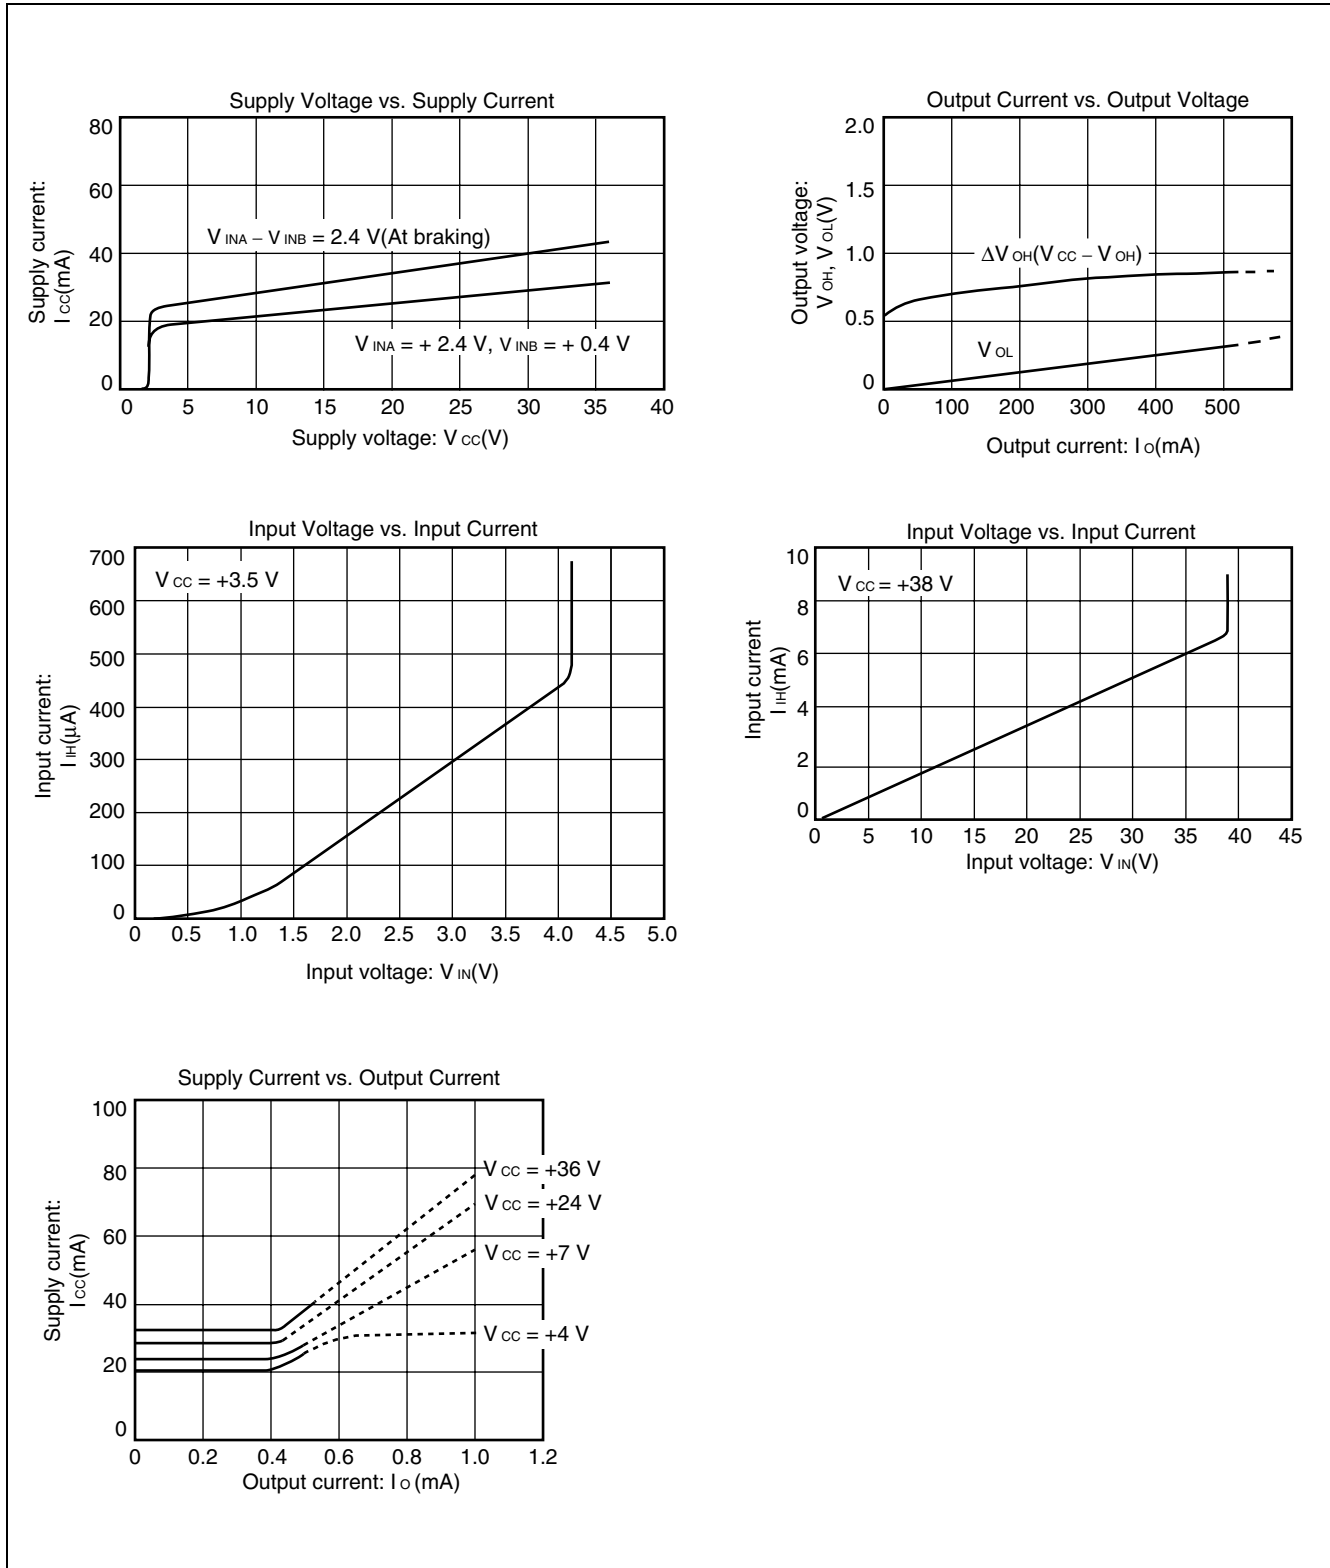 Supply Voltage vs. Supply Current
Supply current:
I CC(mA)
80
60
40
20
0
V INA – V INB = 2.4 V(At braking)
V INA = + 2.4 V, V INB = + 0.4 V
0 5 10 15 20 25 30 35 40
Supply voltage: V CC(V)
Output Current vs. Output Voltage
Output voltage:
V OH, V OL(V)
2.0
1.5
1.0
0.5
0
ΔV OH(V CC – V OH)
V OL
0 100 200 300 400 500
Output current: I O(mA)
Input Voltage vs. Input Current
Input current:
I IH(μA)
700
600
500
400
300
200
100
0
V CC = +3.5 V
0 0.5 1.0 1.5 2.0 2.5 3.0 3.5 4.0 4.5 5.0
Input voltage: V IN(V)
Input Voltage vs. Input Current
Input current
I IH(mA)
10
8
6
4
2
0
V CC = +38 V
0 5 10 15 20 25 30 35 40 45
Input voltage: V IN(V)
Supply Current vs. Output Current
Supply current:
I CC(mA)
100
80
60
40
20
0
V CC = +36 V
V CC = +24 V
V CC = +7 V
V CC = +4 V
0 0.2 0.4 0.6 0.8 1.0 1.2
Output current: I O (mA)